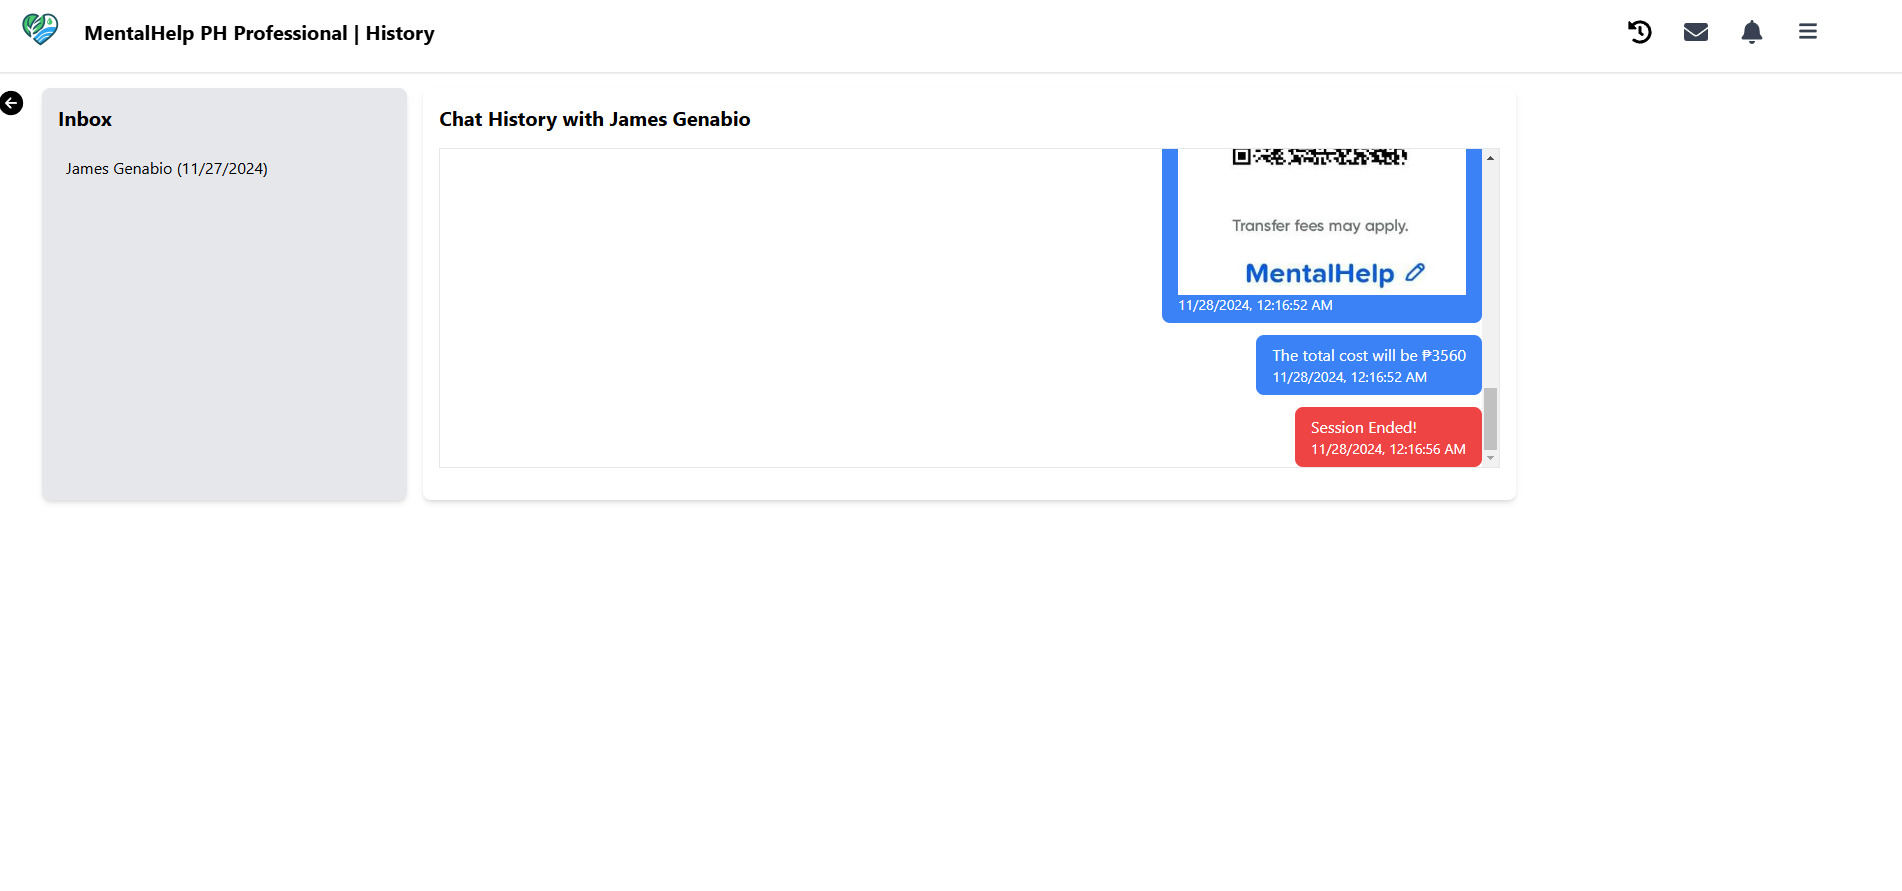 MentalHelp PH Professional | History
Inbox
James Genabio (11/27/2024)
Chat History with James Genabio
Transfer fees may apply.
MentalHelp
11/28/2024, 12:16:52 AM
The total cost will be ₱3560
11/28/2024, 12:16:52 AM
Session Ended!
11/28/2024, 12:16:56 AM